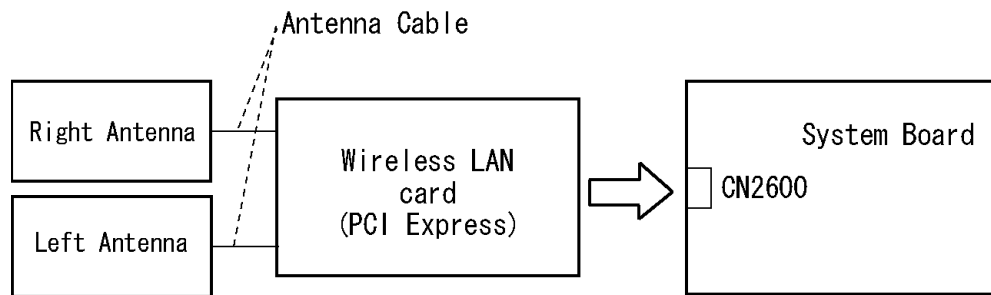 Antenna Cable
Right Antenna
Left Antenna
Wireless LAN
card
(PCI Express)
System Board
CN2600